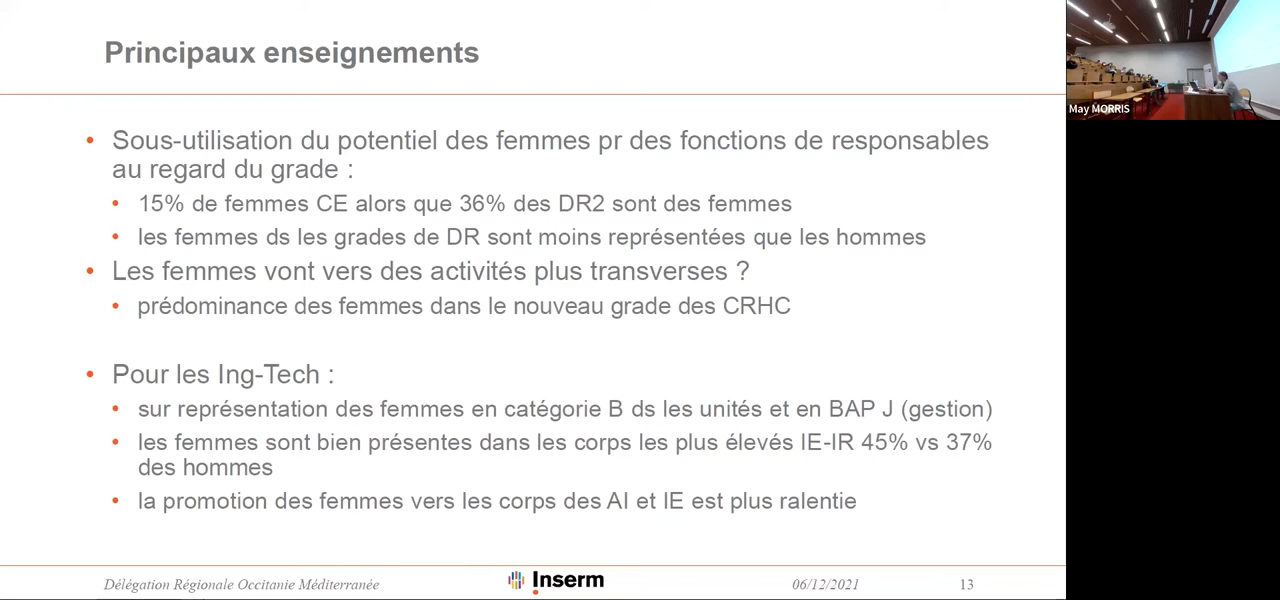 Principaux enseignements
May MORRIS
• Sous-utilisation du potentiel des femmes pr des fonctions de responsables
au regard du grade :
• 15% de femmes CE alors que 36% des DR2 sont des femmes
• les femmes ds les grades de DR sont moins représentées que les hommes
• Les femmes vont vers des activités plus transverses ?
• prédominance des femmes dans le nouveau grade des CRHC
• Pour les Ing-Tech :
• sur représentation des femmes en catégorie B ds les unités et en BAP J (gestion)
• les femmes sont bien présentes dans les corps les plus élevés IE-IR 45% vs 37%
des hommes
• la promotion des femmes vers les corps des AI et IE est plus ralentie
Délégation Régionale Occitanie Méditerranée
Inserm
06/12/2021
13